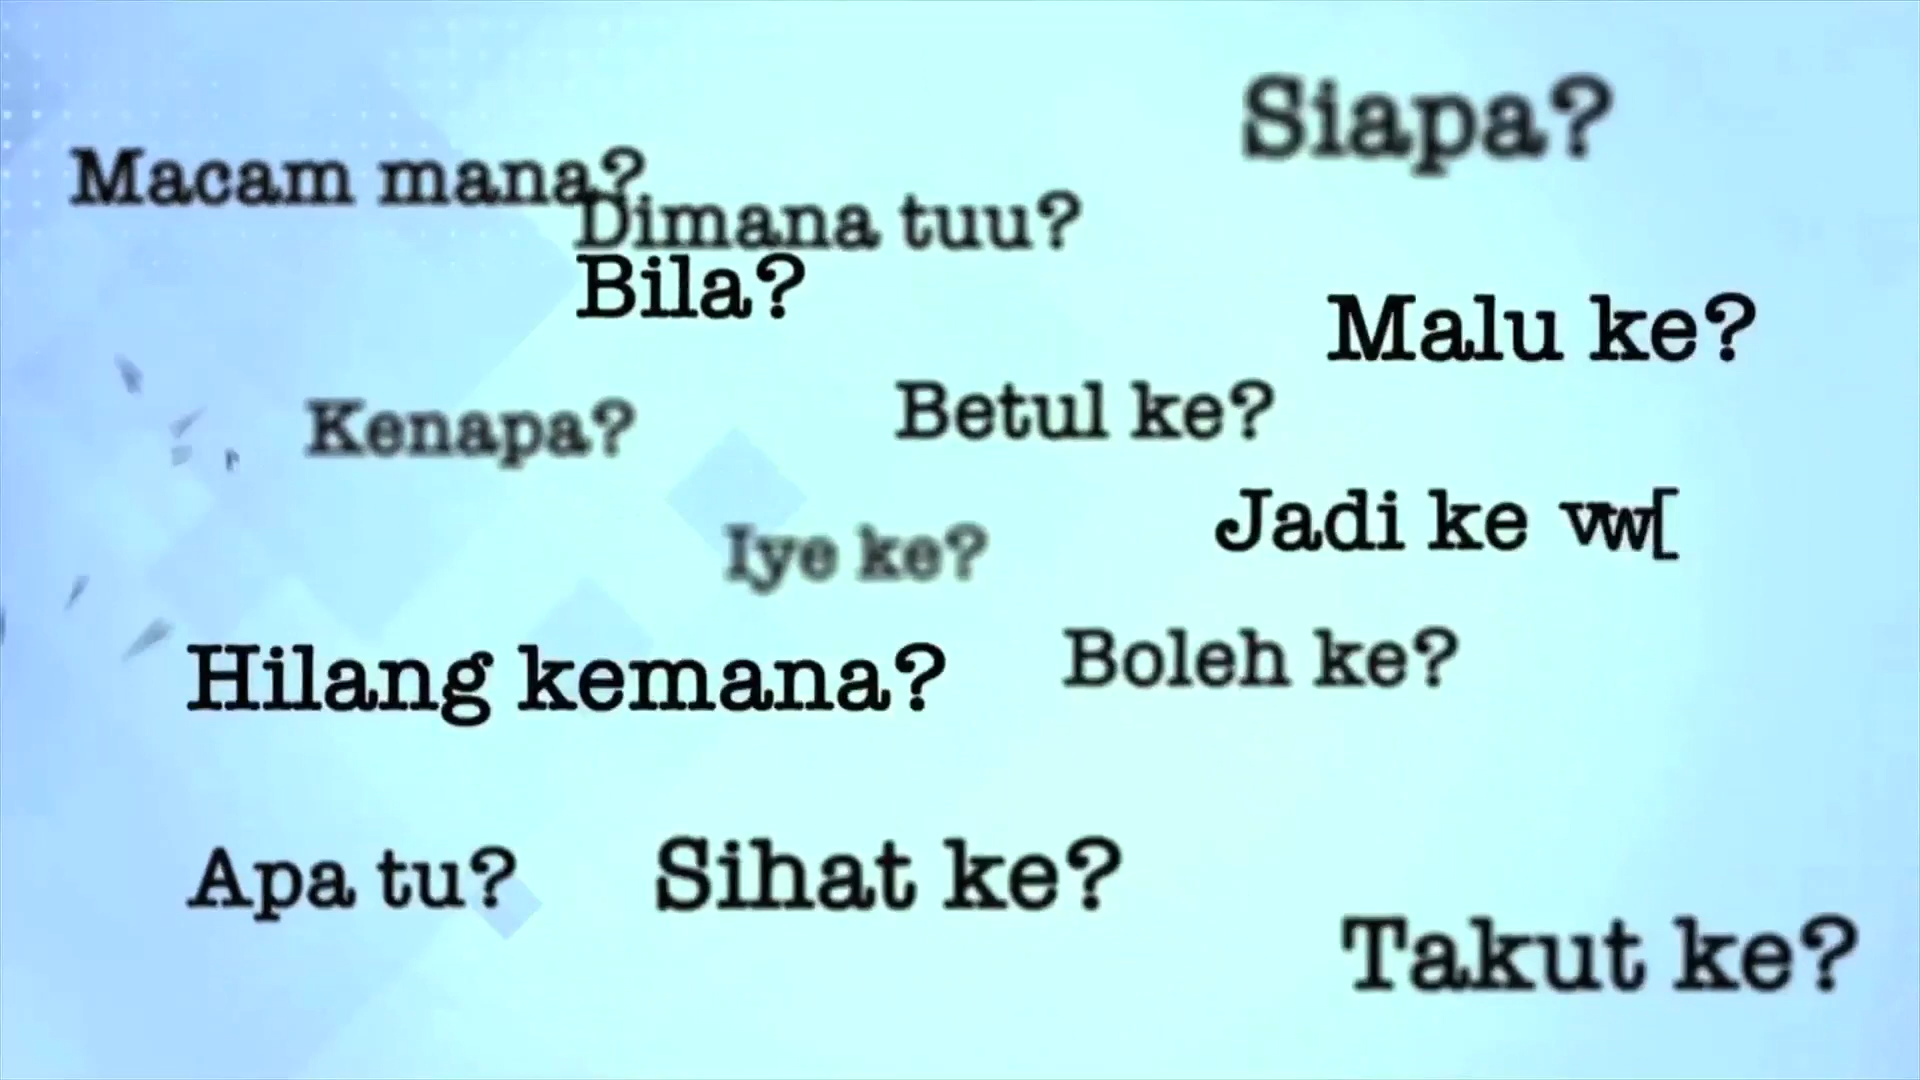 Siapa?
Macam mana?
Dimana tuu?
Bila?
Malu ke?
Kenapa?
Betul ke?
Jadi ke vw[
Iye ke?
Hilang kemana?
Boleh ke?
Apa tu?
Sihat ke?
Takut ke?